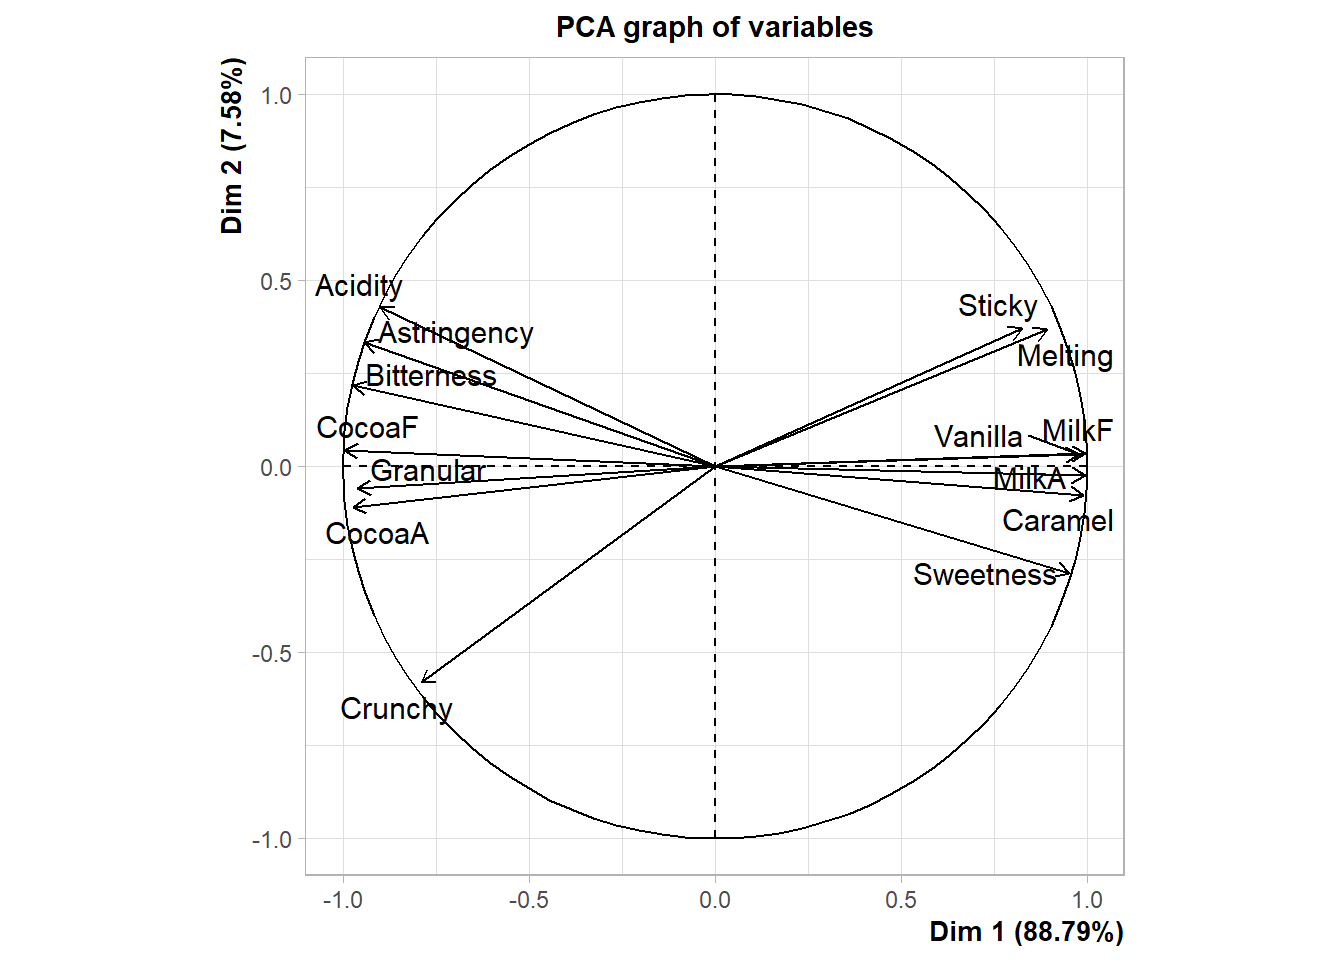 PCA graph of variables
Dim 2 (7.58%)
1.0
0.5
0.0
-0.5
-1.0
Acidity
Astringency
Bitterness
CocoaF
Granular
CocoaA
Crunchy
Sticky
Melting
Vanilla
MilkF
MilkA
Caramel
Sweetness
-1.0 -0.5 0.0 0.5 1.0
Dim 1 (88.79%)